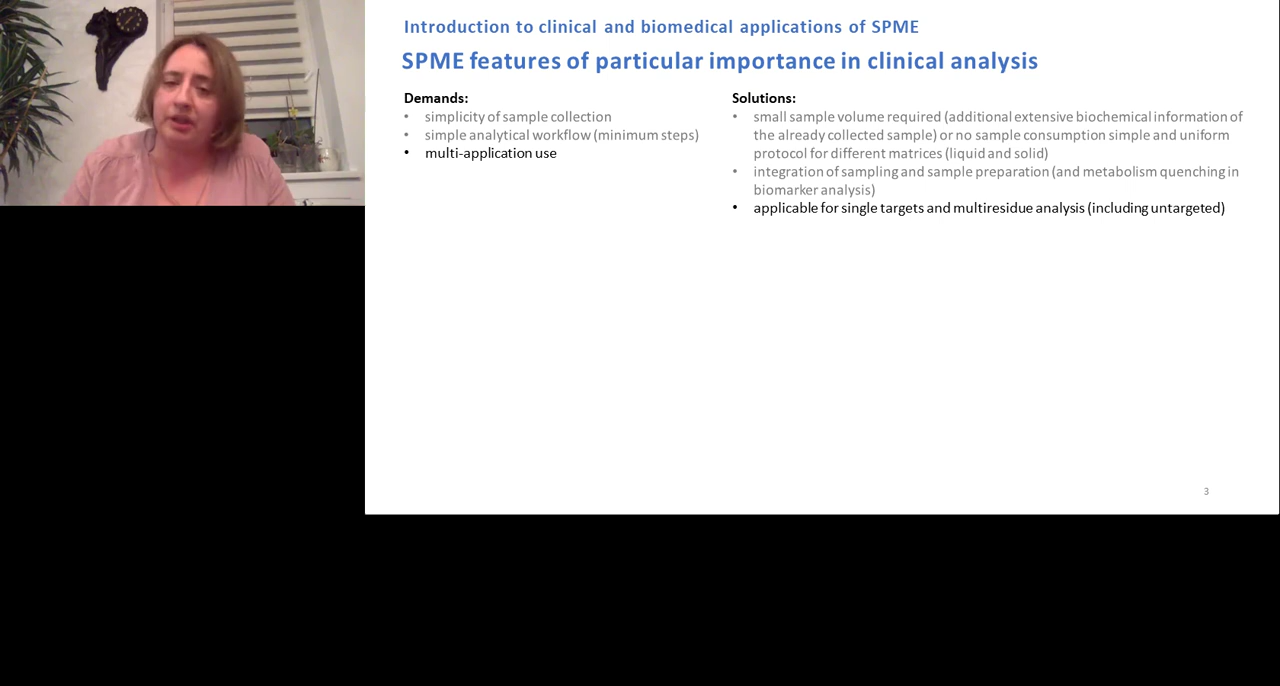 Introduction to clinical and biomedical applications of SPME
SPME features of particular importance in clinical analysis
Demands:
• simplicity of sample collection
• simple analytical workflow (minimum steps)
• multi-application use
Solutions:
• small sample volume required (additional extensive biochemical information of
the already collected sample) or no sample consumption simple and uniform
protocol for different matrices (liquid and solid)
• integration of sampling and sample preparation (and metabolism quenching in
biomarker analysis)
• applicable for single targets and multiresidue analysis (including untargeted)
3